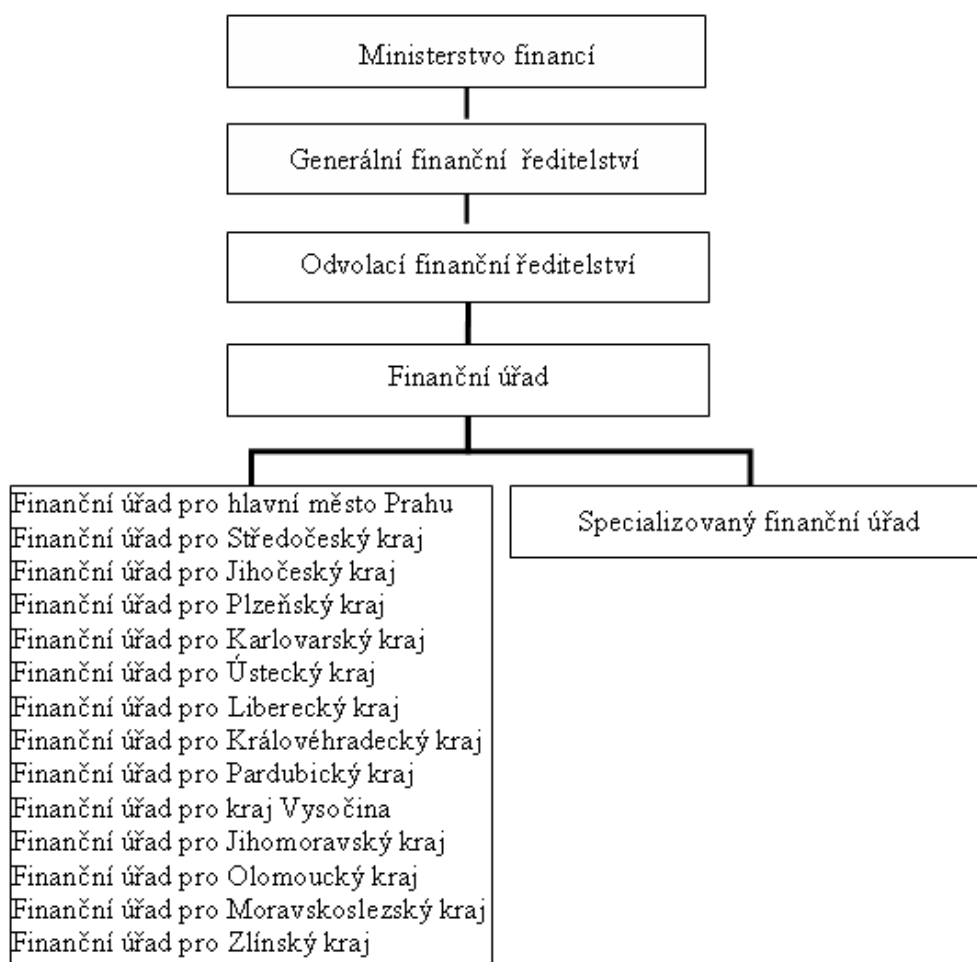 Ministerstvo financí
Generální finanční ředitelství
Odvolací finanční ředitelství
Finanční úřad
Finanční úřad pro hlavní město Prahu
Finanční úřad pro Středočeský kraj
Finanční úřad pro Jihočeský kraj
Finanční úřad pro Plzeňský kraj
Finanční úřad pro Karlovarský kraj
Finanční úřad pro Ústecký kraj
Finanční úřad pro Liberecký kraj
Finanční úřad pro Královéhradecký kraj
Finanční úřad pro Pardubický kraj
Finanční úřad pro kraj Vysočina
Finanční úřad pro Jihomoravský kraj
Finanční úřad pro Olomoucký kraj
Finanční úřad pro Moravskoslezský kraj
Finanční úřad pro Zlínský kraj
Specializovaný finanční úřad